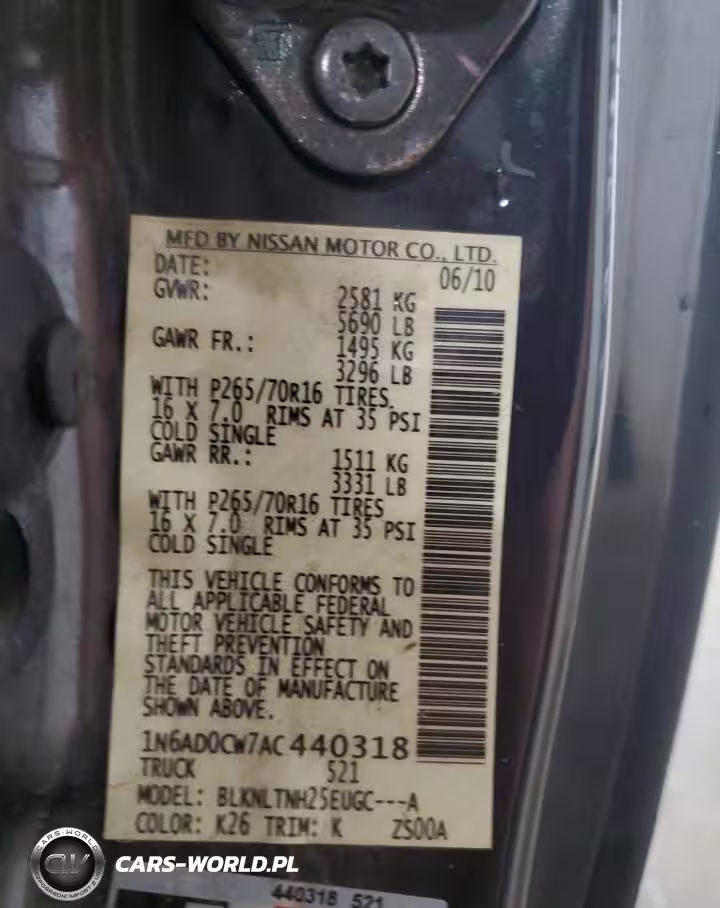 MFD BY NISSAN MOTOR CO., LTD.
DATE: 06/10
GVWR: 2581 KG
5690 LB
GAWR FR.: 1495 KG
3296 LB
WITH P265/70R16 TIRES,
16 X 7.0 RIMS AT 35 PSI
COLD SINGLE
GAWR RR.: 1511 KG
3331 LB
WITH P265/70R16 TIRES
16 X 7.0 RIMS AT 35 PSI
COLD SINGLE
THIS VEHICLE CONFORMS TO
ALL APPLICABLE FEDERAL
MOTOR VEHICLE SAFETY AND
THEFT PREVENTION
STANDARDS IN EFFECT ON
THE DATE OF MANUFACTURE
SHOWN ABOVE.
1N6AD0CW7AC440318
TRUCK 521
MODEL: BLKNLTNH25EUGC---A
COLOR: K26 TRIM: K ZS00A
440318 521
CARS-WORLD
CW
CARS-WORLD.PL